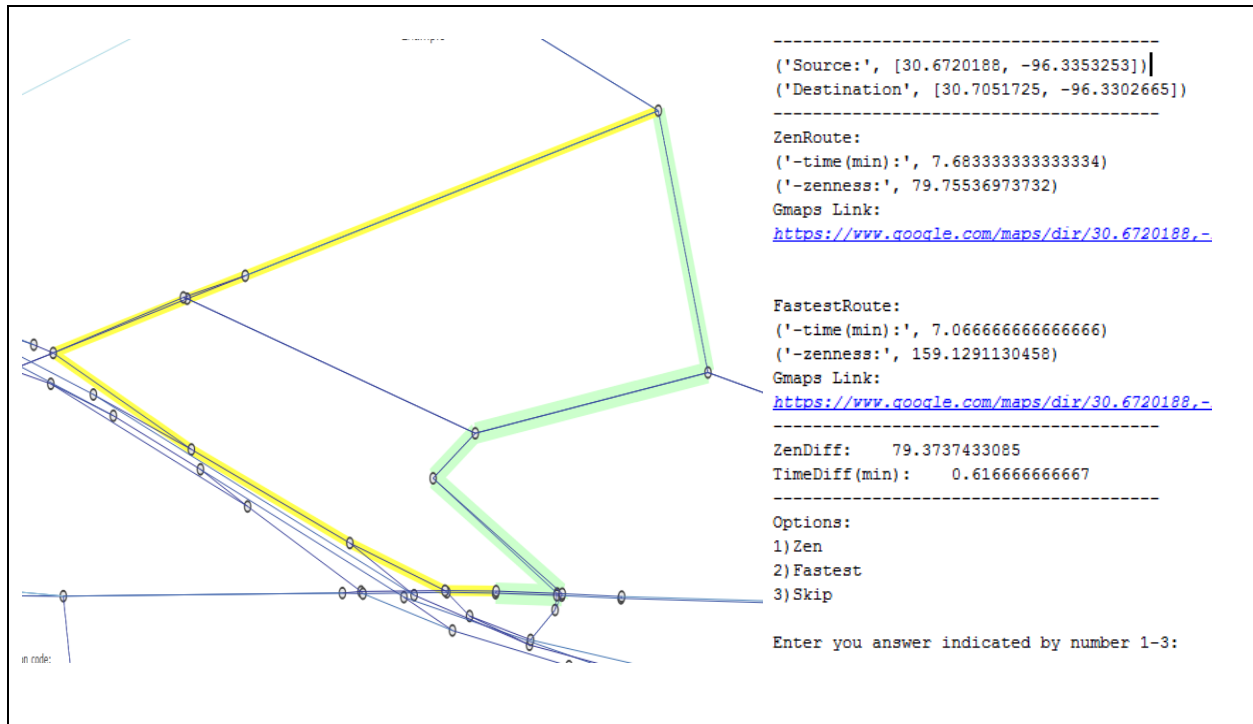 Example
---------------------------------------
('Source:', [30.6720188, -96.3353253])
('Destination', [30.7051725, -96.3302665])
---------------------------------------
ZenRoute:
('-time(min):', 7.683333333333334)
('-zenness:', 79.75536973732)
Gmaps Link:
https://www.google.com/maps/dir/30.6720188,-
FastestRoute:
('-time(min):', 7.066666666666666)
('-zenness:', 159.1291130458)
Gmaps Link:
https://www.google.com/maps/dir/30.6720188,-
---------------------------------------
ZenDiff: 79.3737433085
TimeDiff(min): 0.616666666667
---------------------------------------
Options:
1)Zen
2)Fastest
3)Skip
Enter you answer indicated by number 1-3:
on code: